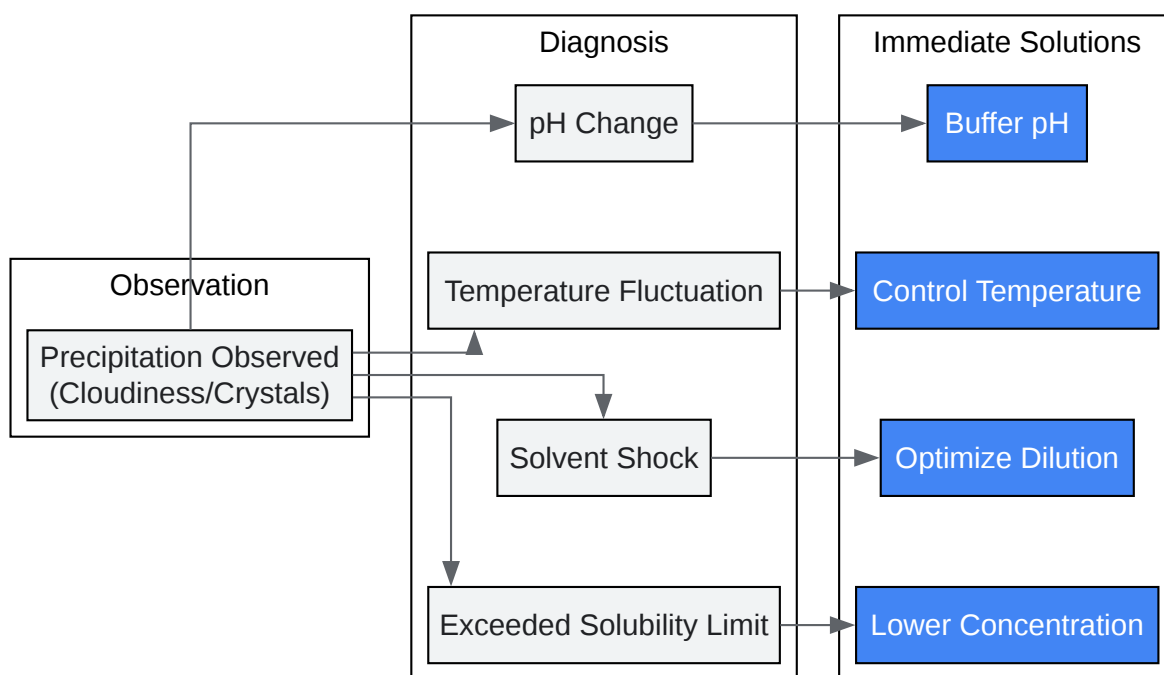 Observation
Precipitation Observed
(Cloudiness/Crystals)
Diagnosis
pH Change
Temperature Fluctuation
Solvent Shock
Exceeded Solubility Limit
Immediate Solutions
Buffer pH
Control Temperature
Optimize Dilution
Lower Concentration